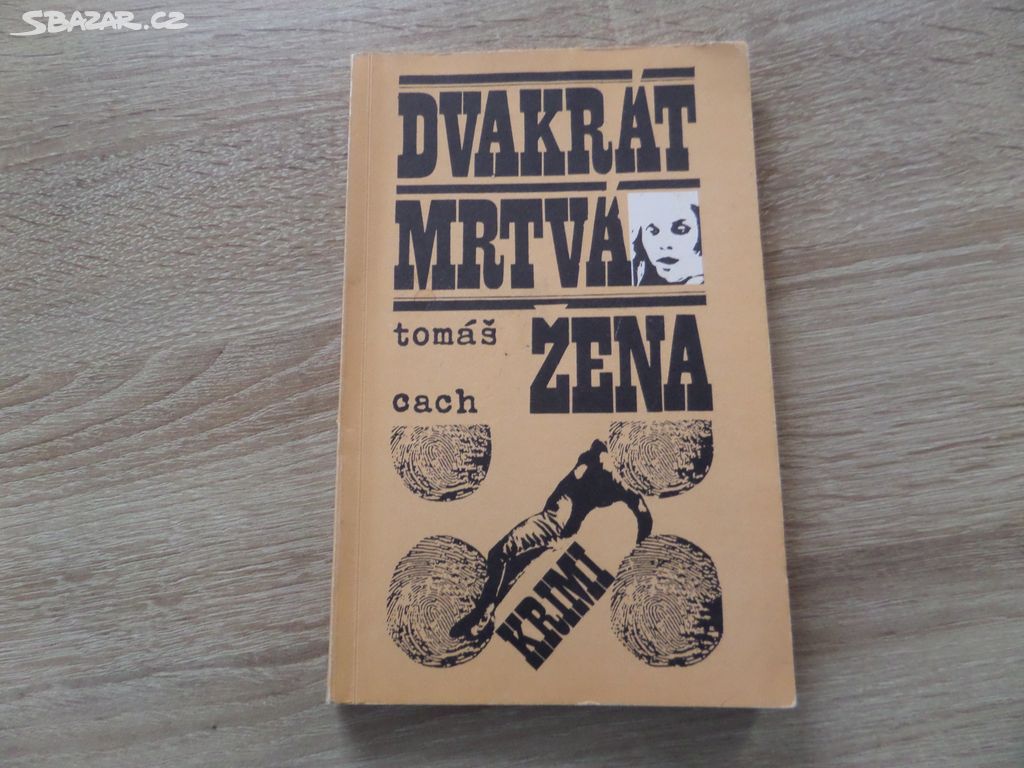 SBAZAR.CZ
DVAKRÁT
MRTVÁ
tomáš
ŽENA
cach
KRIMI